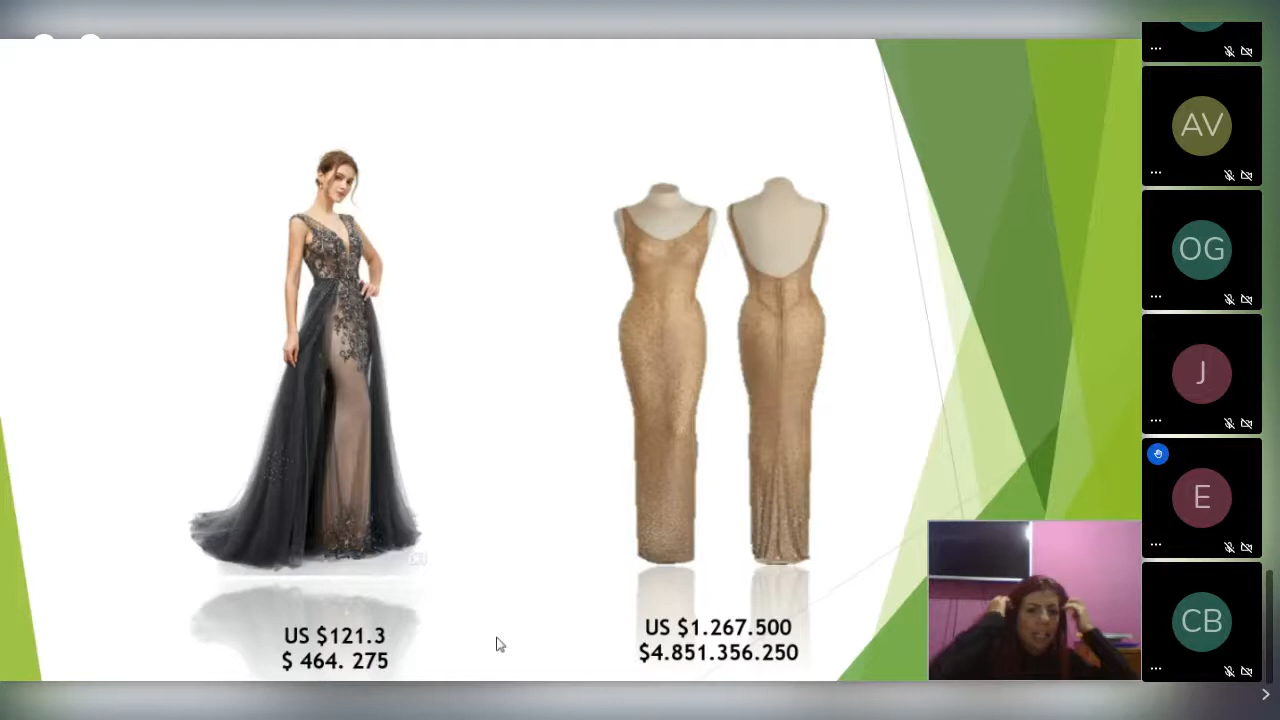 AV
OG
J
E
CB
US $121.3
$ 464. 275
US $1.267.500
$4.851.356.250